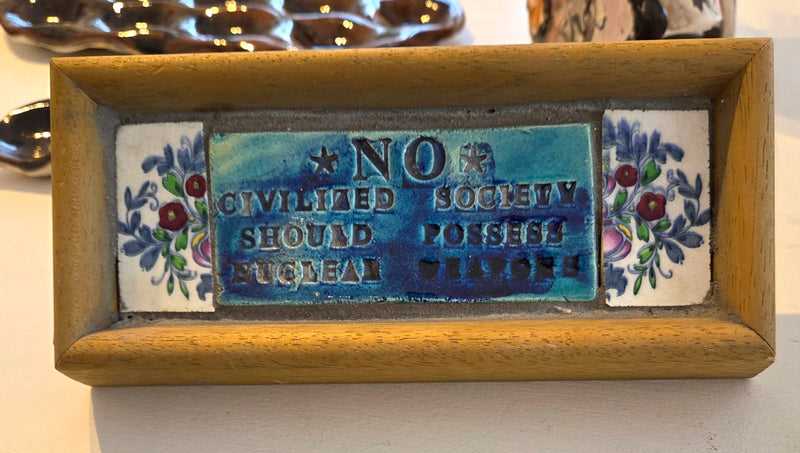 ★ NO ★
CIVILIZED SOCIETY
SHOULD POSSESS
NUCLEAR WEAPONS